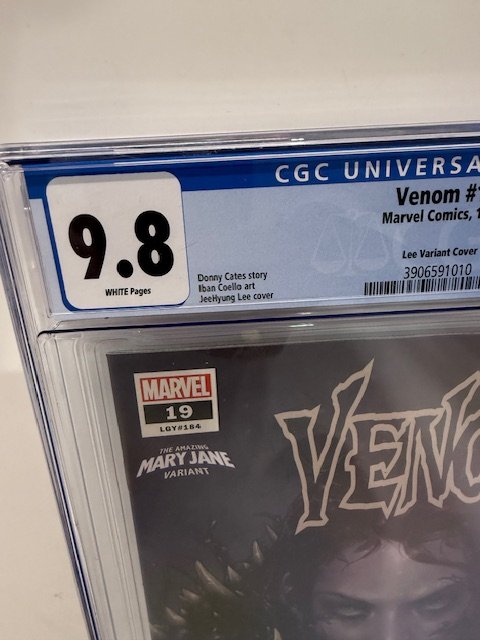 CGC UNIVERSA
9.8
WHITE Pages
Venom #1
Marvel Comics, 1
Lee Variant Cover
3906591010
Donny Cates story
Iban Coello art
JeeHyung Lee cover
MARVEL
19
LGY#184
THE AMAZING
MARY JANE
VARIANT
VENO